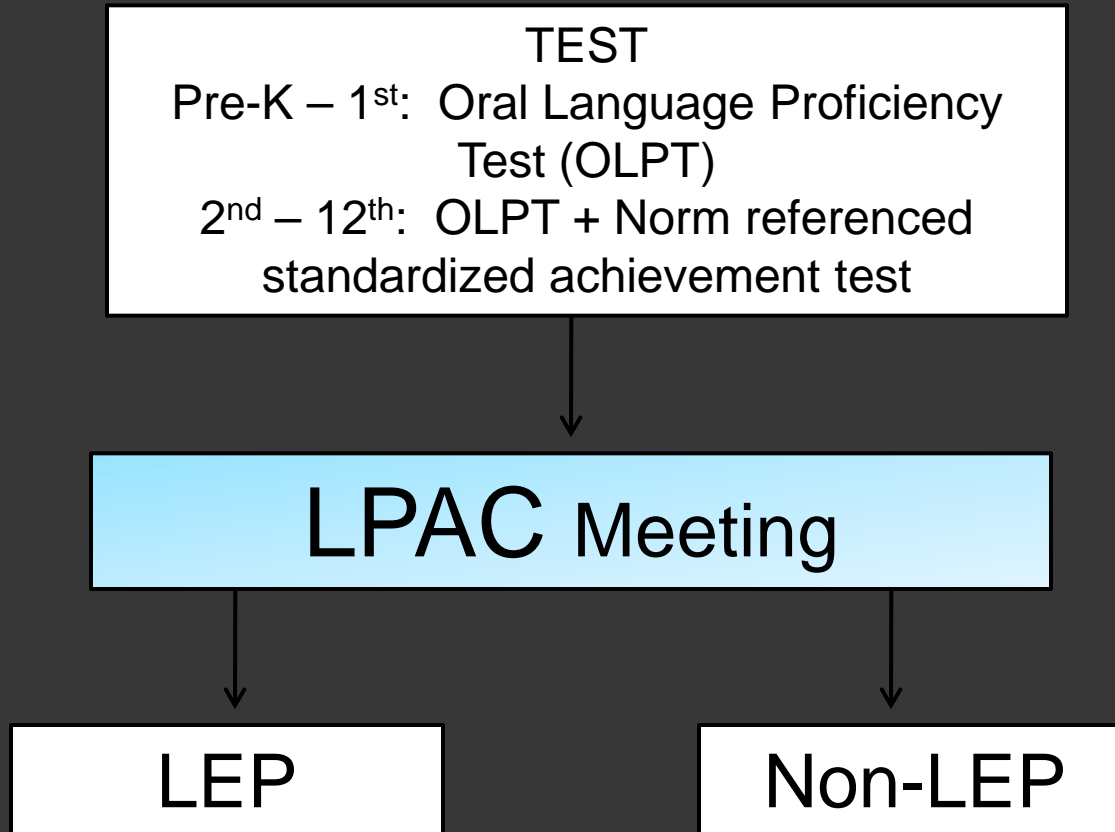 TEST
Pre-K – 1st:  Oral Language Proficiency
Test (OLPT)
2nd – 12th:  OLPT + Norm referenced
standardized achievement test
LPAC Meeting
LEP
Non-LEP